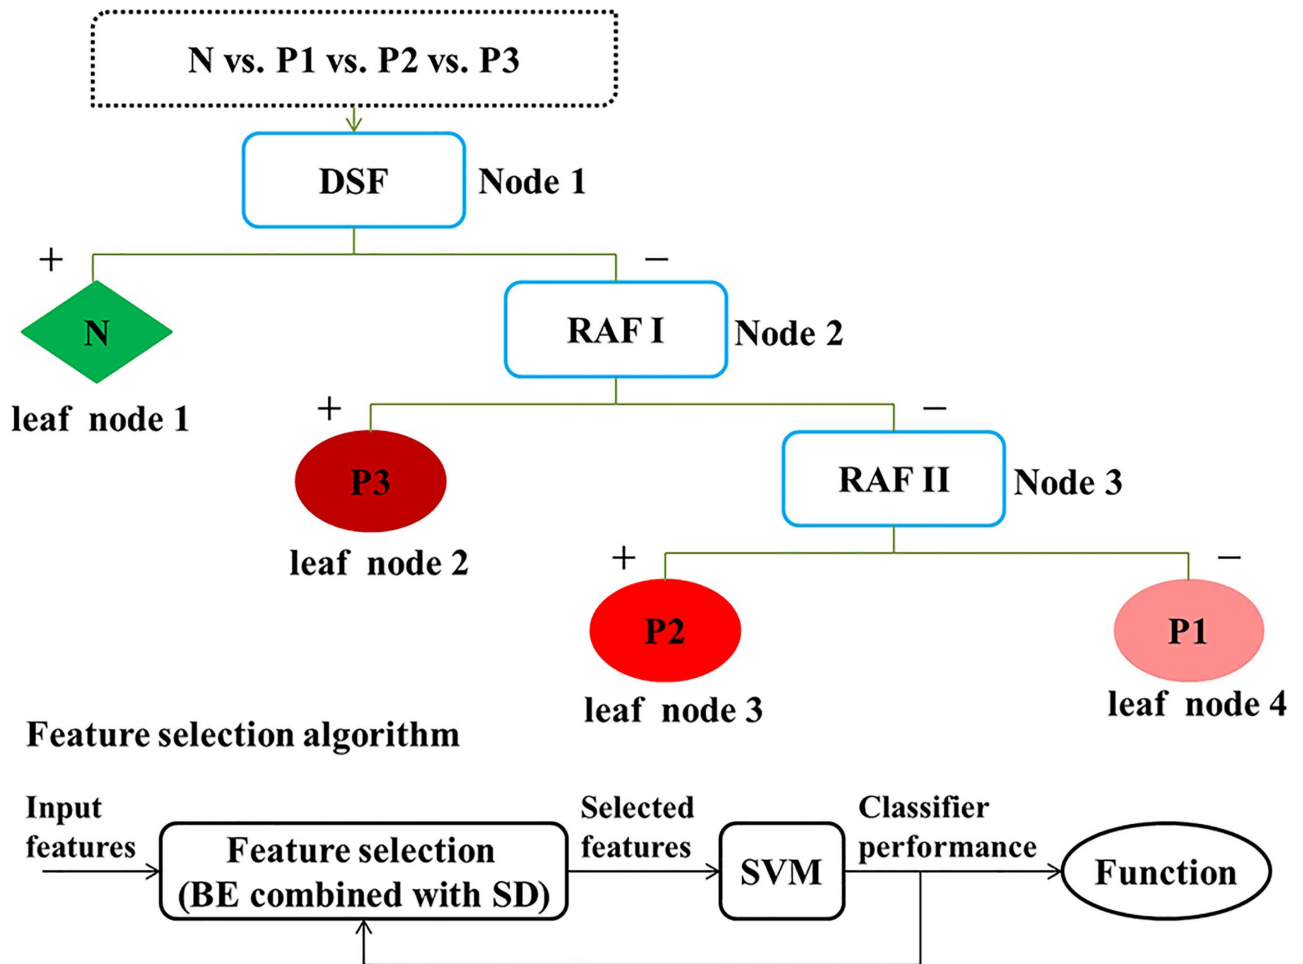 N vs. P1 vs. P2 vs. P3
DSF
Node 1
+
−
N
leaf node 1
RAF I
Node 2
+
−
P3
leaf node 2
RAF II
Node 3
+
−
P2
leaf node 3
P1
leaf node 4
Feature selection algorithm
Input
features
Feature selection
(BE combined with SD)
Selected
features
SVM
Classifier
performance
Function